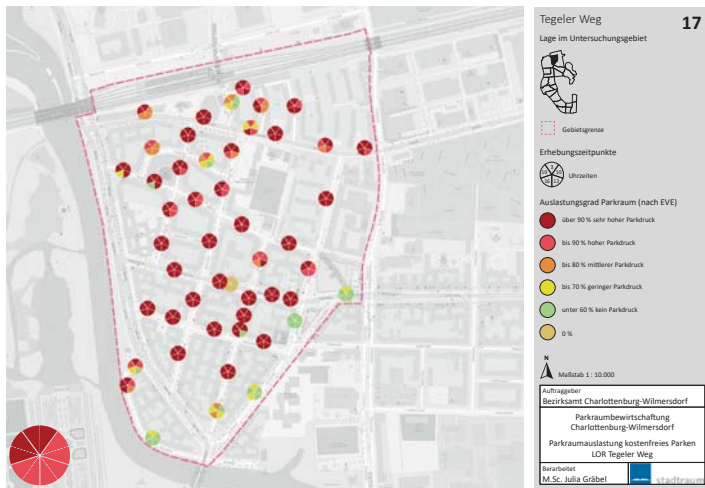 Tegeler Weg 17
Lage im Untersuchungsgebiet
Gebietsgrenze
Erhebungszeitpunkte
Uhrzeiten
Auslastungsgrad Parkraum (nach EVE)
über 90 % sehr hoher Parkdruck
bis 90 % hoher Parkdruck
bis 80 % mittlerer Parkdruck
bis 70 % geringer Parkdruck
unter 60 % kein Parkdruck
0 %
N
Maßstab 1 : 10.000
Auftraggeber
Bezirksamt Charlottenburg-Wilmersdorf
Parkraumbewirtschaftung
Charlottenburg-Wilmersdorf
Parkraumauslastung kostenfreies Parken
LOR Tegeler Weg
Bearbeitet
M.Sc. Julia Gräbel
stadtraum